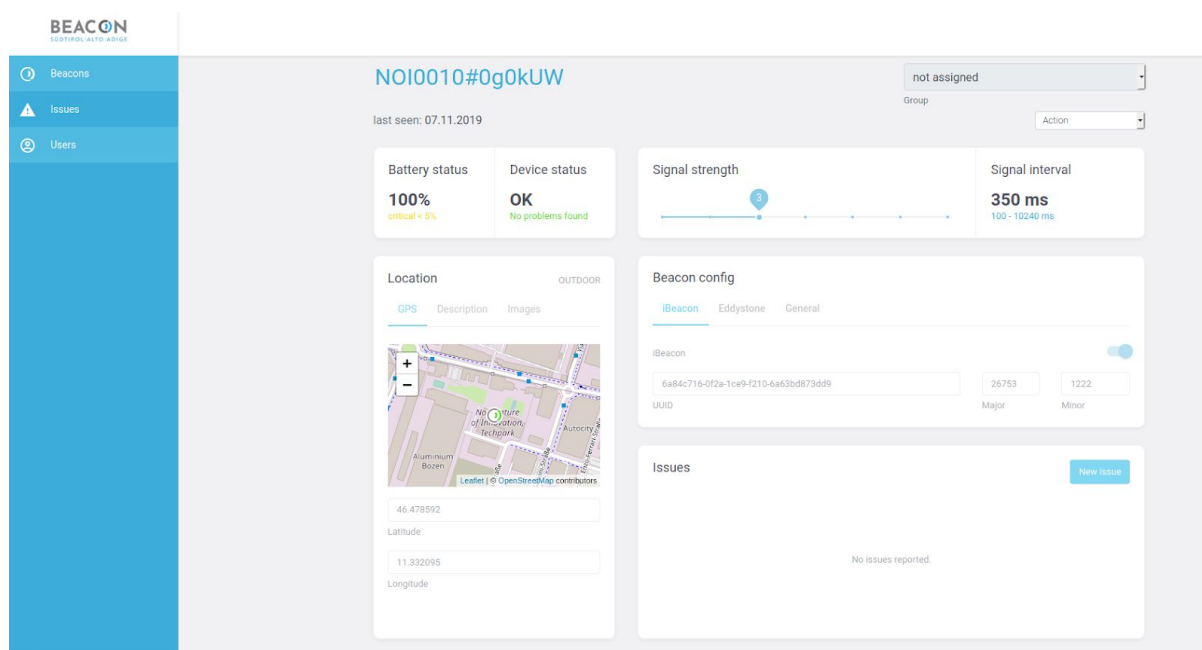 BEACON
SÜDTIROL·ALTO ADIGE
Beacons
Issues
Users
NOI0010#0g0kUW
not assigned
Group
last seen: 07.11.2019
Action
Battery status
100%
critical < 5%
Device status
OK
No problems found
Signal strength
3
Signal interval
350 ms
100 - 10240 ms
Location
OUTDOOR
GPS Description Images
+
−
of Innovation,
Techpark
Autocity
Aluminium
Bozen
Leaflet | © OpenStreetMap contributors
46.478592
Latitude
11.332095
Longitude
Beacon config
iBeacon Eddystone General
iBeacon
6a84c716-0f2a-1ce9-f210-6a63bd873dd9
UUID
26753
Major
1222
Minor
Issues
New issue
No issues reported.